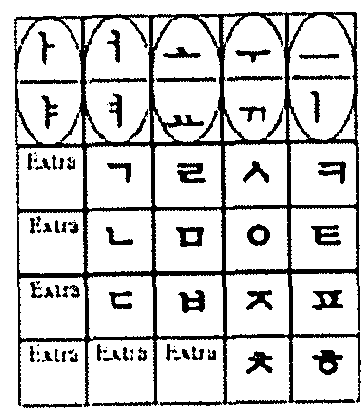 ㅏ ㅓ ㅗ ㅜ ㅡ
ㅑ ㅕ ㅛ ㅠ ㅣ
Extra ㄱ ㄹ ㅅ ㅋ
Extra ㄴ ㅁ ㅇ ㅌ
Extra ㄷ ㅂ ㅈ ㅍ
Extra Extra Extra ㅊ ㅎ